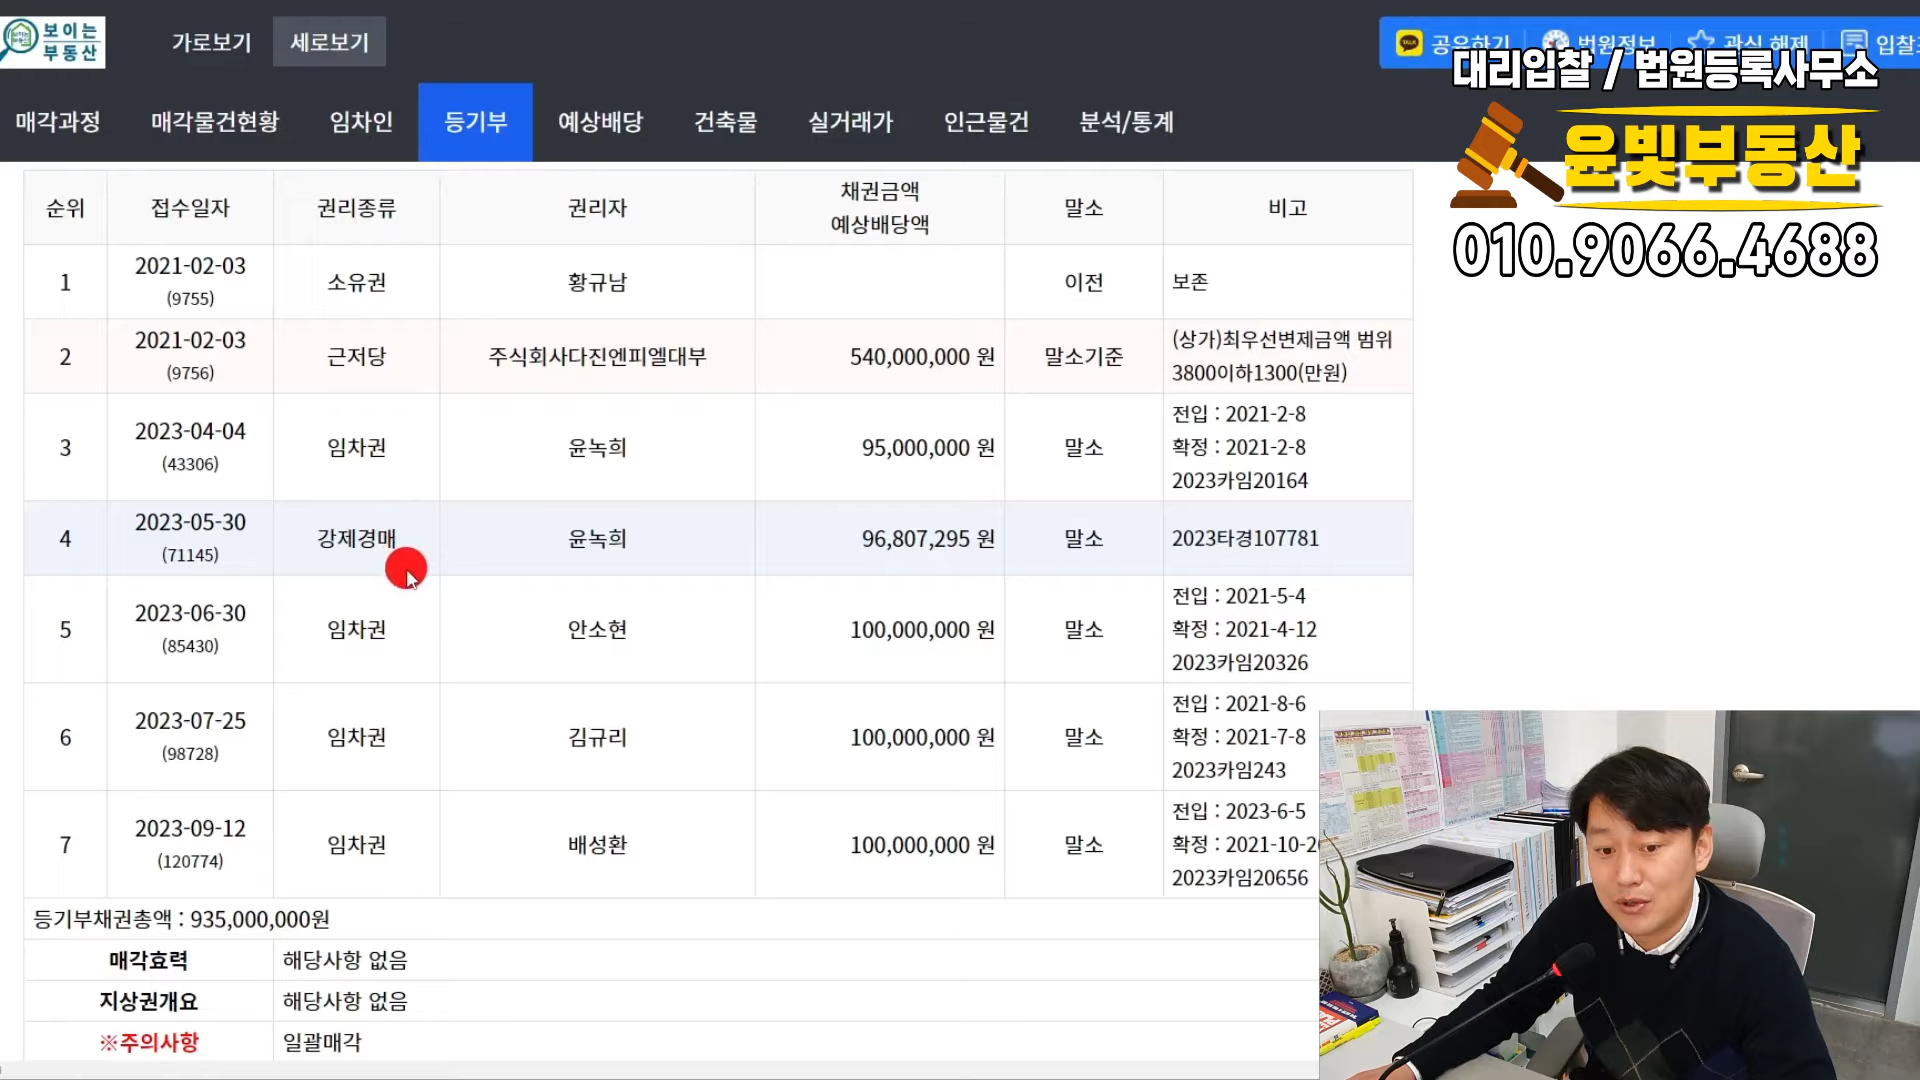 보이는
부동산
가로보기
세로보기
공유하기
법원정보
관심 해제
대리입찰 / 법원등록사무소
윤빛부동산
010.9066.4688
매각과정
매각물건현황
임차인
등기부
예상배당
건축물
실거래가
인근물건
분석/통계
순위
접수일자
권리종류
권리자
채권금액
예상배당액
말소
비고
1
2021-02-03
(9755)
소유권
황규남
이전
보존
2
2021-02-03
(9756)
근저당
주식회사다진엔피엘대부
540,000,000 원
말소기준
(상가)최우선변제금액 범위
3800이하1300(만원)
3
2023-04-04
(43306)
임차권
윤녹희
95,000,000 원
말소
전입 : 2021-2-8
확정 : 2021-2-8
2023카임20164
4
2023-05-30
(71145)
강제경매
윤녹희
96,807,295 원
말소
2023타경107781
5
2023-06-30
(85430)
임차권
안소현
100,000,000 원
말소
전입 : 2021-5-4
확정 : 2021-4-12
2023카임20326
6
2023-07-25
(98728)
임차권
김규리
100,000,000 원
말소
전입 : 2021-8-6
확정 : 2021-7-8
2023카임243
7
2023-09-12
(120774)
임차권
배성환
100,000,000 원
말소
전입 : 2023-6-5
확정 : 2021-10-2
2023카임20656
등기부채권총액 : 935,000,000원
매각효력
해당사항 없음
지상권개요
해당사항 없음
※주의사항
일괄매각